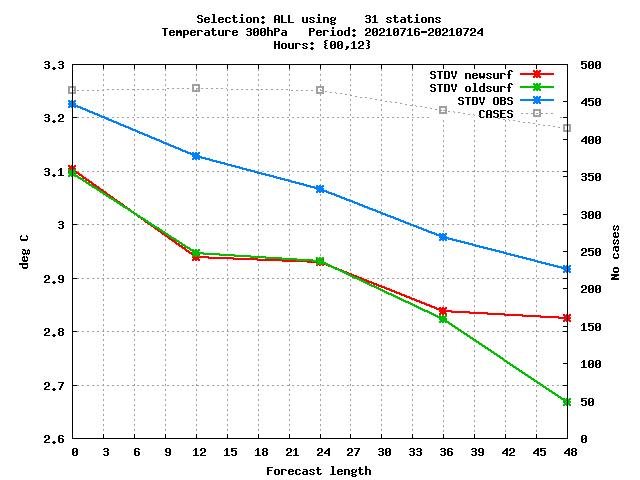 Selection: ALL using    31 stations
Temperature 300hPa   Period: 20210716-20210724
Hours: {00,12}
STDV newsurf
STDV oldsurf
STDV OBS
CASES
3.3
3.2
3.1
3
2.9
2.8
2.7
2.6
deg C
500
450
400
350
300
250
200
150
100
50
0
No cases
0 3 6 9 12 15 18 21 24 27 30 33 36 39 42 45 48
Forecast length